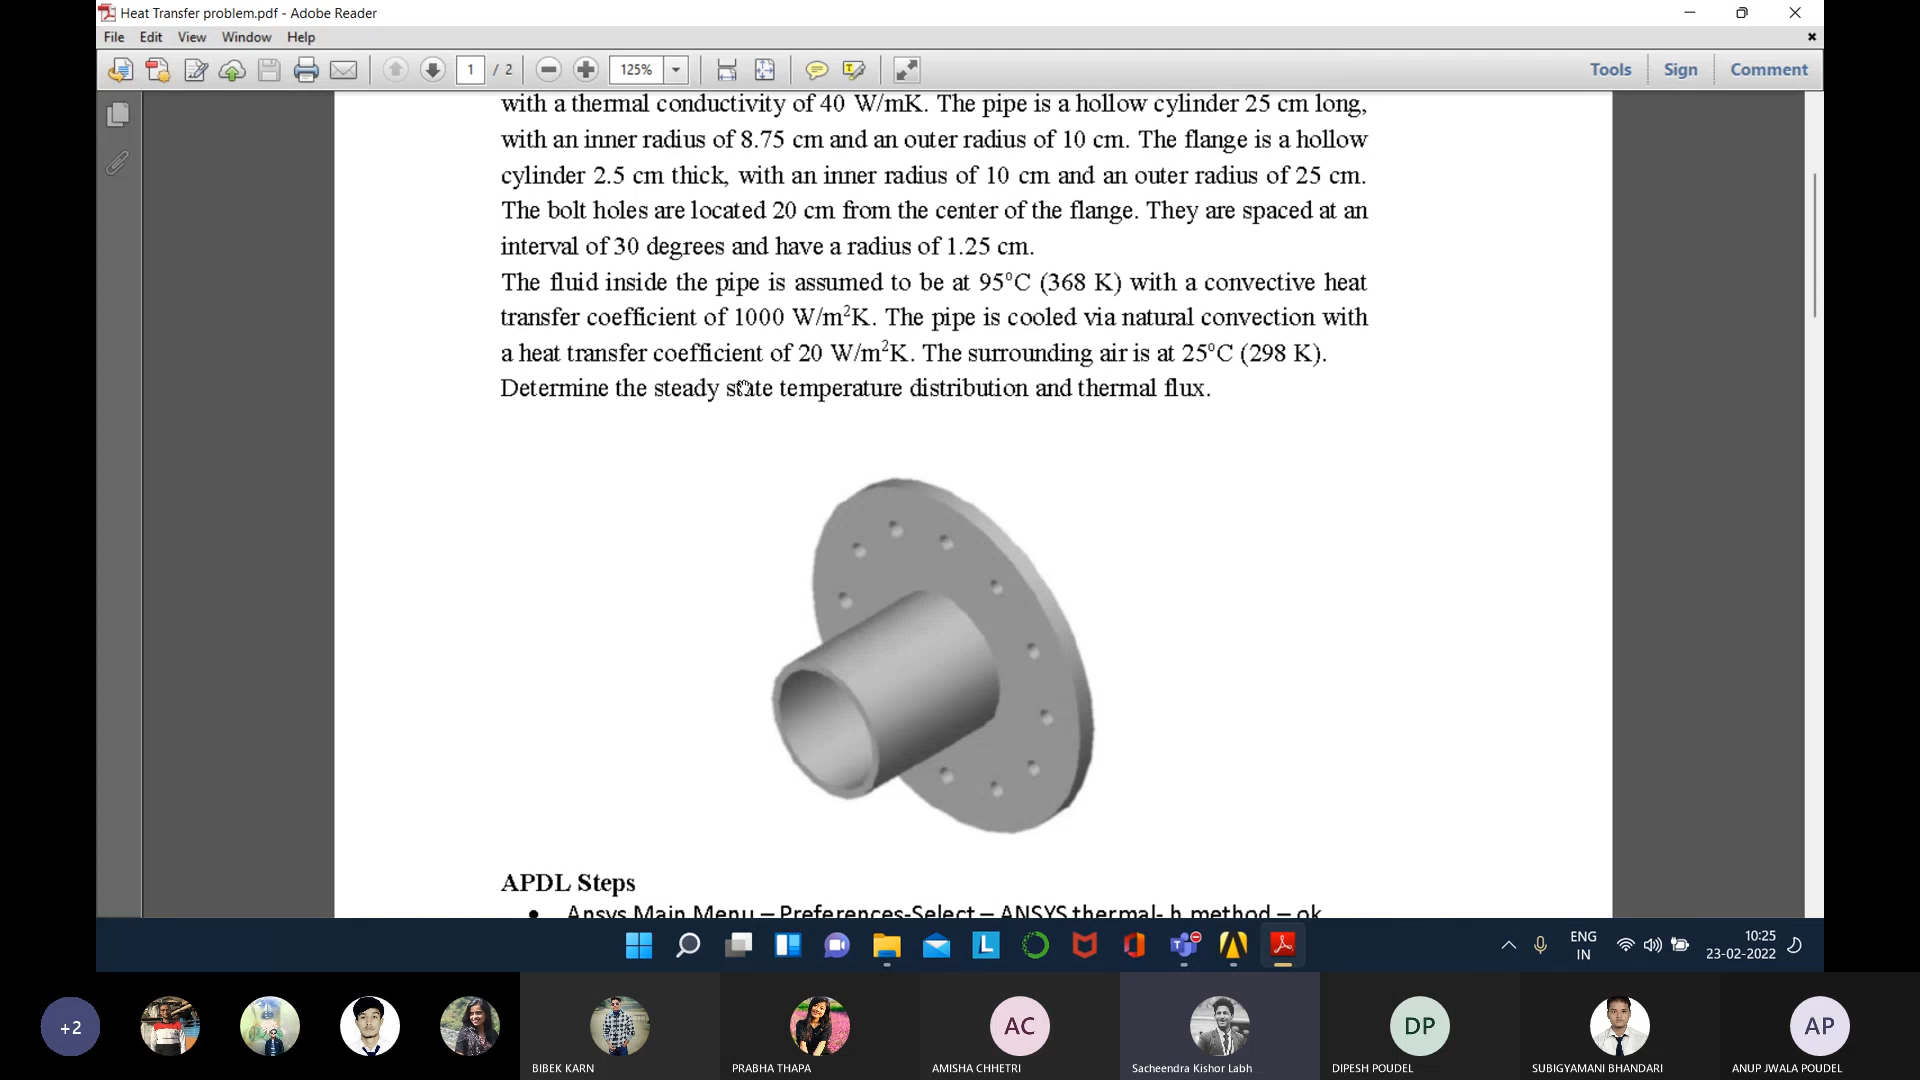 Heat Transfer problem.pdf - Adobe Reader
File Edit View Window Help
1 / 2 125% Tools Sign Comment
with a thermal conductivity of 40 W/mK. The pipe is a hollow cylinder 25 cm long,
with an inner radius of 8.75 cm and an outer radius of 10 cm. The flange is a hollow
cylinder 2.5 cm thick, with an inner radius of 10 cm and an outer radius of 25 cm.
The bolt holes are located 20 cm from the center of the flange. They are spaced at an
interval of 30 degrees and have a radius of 1.25 cm.
The fluid inside the pipe is assumed to be at 95°C (368 K) with a convective heat
transfer coefficient of 1000 W/m²K. The pipe is cooled via natural convection with
a heat transfer coefficient of 20 W/m²K. The surrounding air is at 25°C (298 K).
Determine the steady state temperature distribution and thermal flux.
APDL Steps
• Ansys Main Menu – Preferences-Select – ANSYS thermal- h method – ok
ENG
IN
10:25
23-02-2022
+2
AC
DP
AP
BIBEK KARN
PRABHA THAPA
AMISHA CHHETRI
Sacheendra Kishor Labh
DIPESH POUDEL
SUBIGYAMANI BHANDARI
ANUP JWALA POUDEL